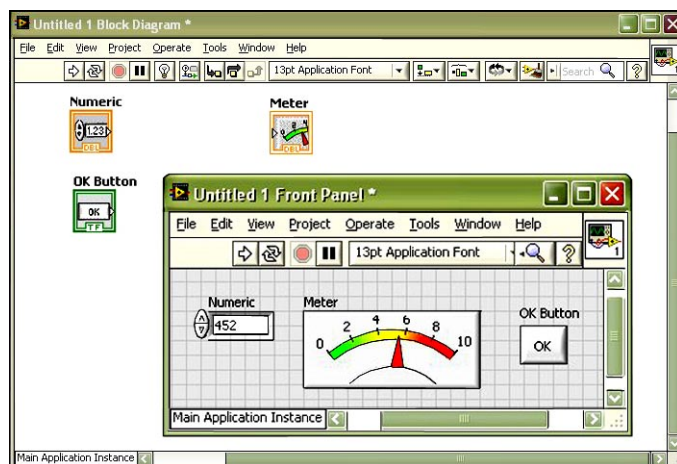 Untitled 1 Block Diagram *
File Edit View Project Operate Tools Window Help
13pt Application Font Search ?
Numeric
1.23
DBL
Meter
DBL
OK Button
OK
TF
Untitled 1 Front Panel *
File Edit View Project Operate Tools Window Help
13pt Application Font ?
1
Numeric
452
Meter
0 2 4 6 8 10
OK Button
OK
Main Application Instance
Main Application Instance